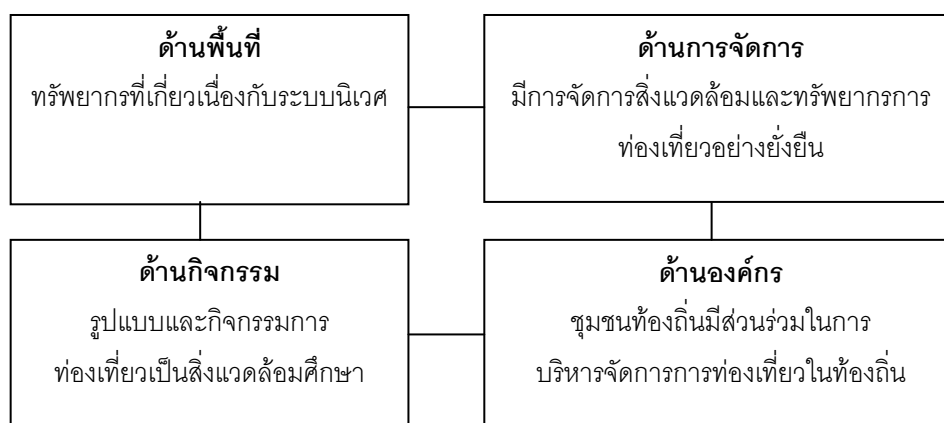 ด้านพื้นที่
ทรัพยากรที่เกี่ยวเนื่องกับระบบนิเวศ
ด้านการจัดการ
มีการจัดการสิ่งแวดล้อมและทรัพยากรการ
ท่องเที่ยวอย่างยั่งยืน
ด้านกิจกรรม
รูปแบบและกิจกรรมการ
ท่องเที่ยวเป็นสิ่งแวดล้อมศึกษา
ด้านองค์กร
ชุมชนท้องถิ่นมีส่วนร่วมในการ
บริหารจัดการการท่องเที่ยวในท้องถิ่น